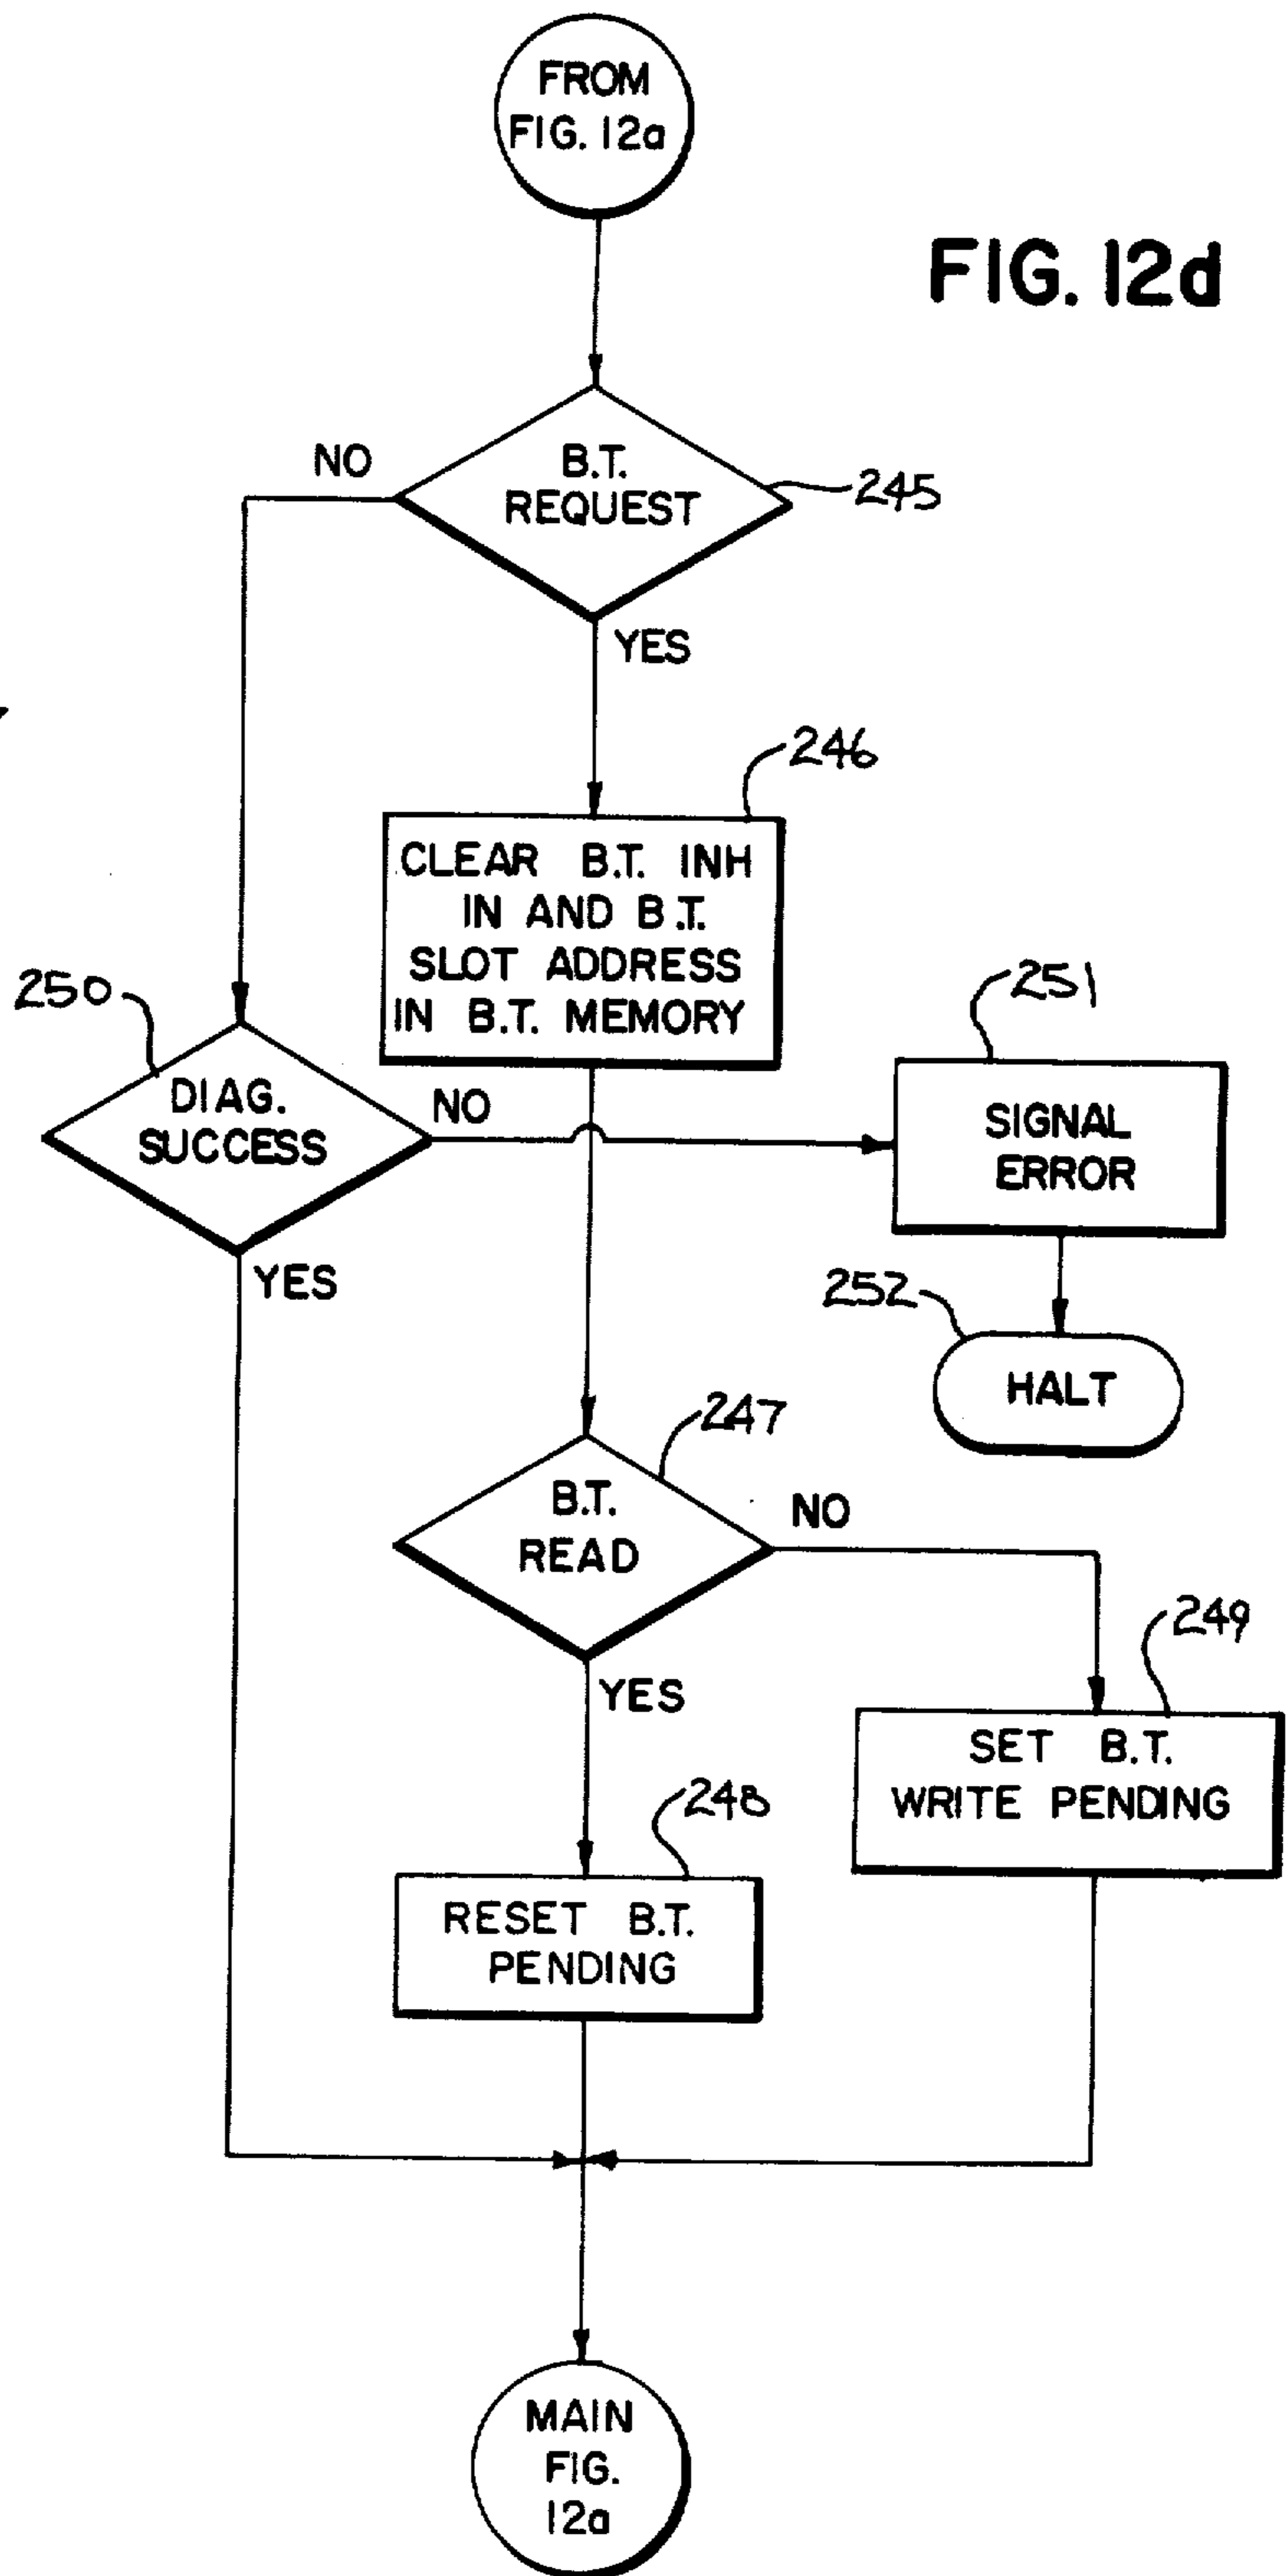 FROM
FIG. 12a
FIG. 12d
NO
B.T.
REQUEST
245
YES
246
CLEAR B.T. INH
IN AND B.T.
SLOT ADDRESS
IN B.T. MEMORY
250
DIAG.
SUCCESS
NO
251
SIGNAL
ERROR
YES
252
HALT
247
B.T.
READ
NO
249
YES
SET B.T.
WRITE PENDING
248
RESET B.T.
PENDING
MAIN
FIG.
12a